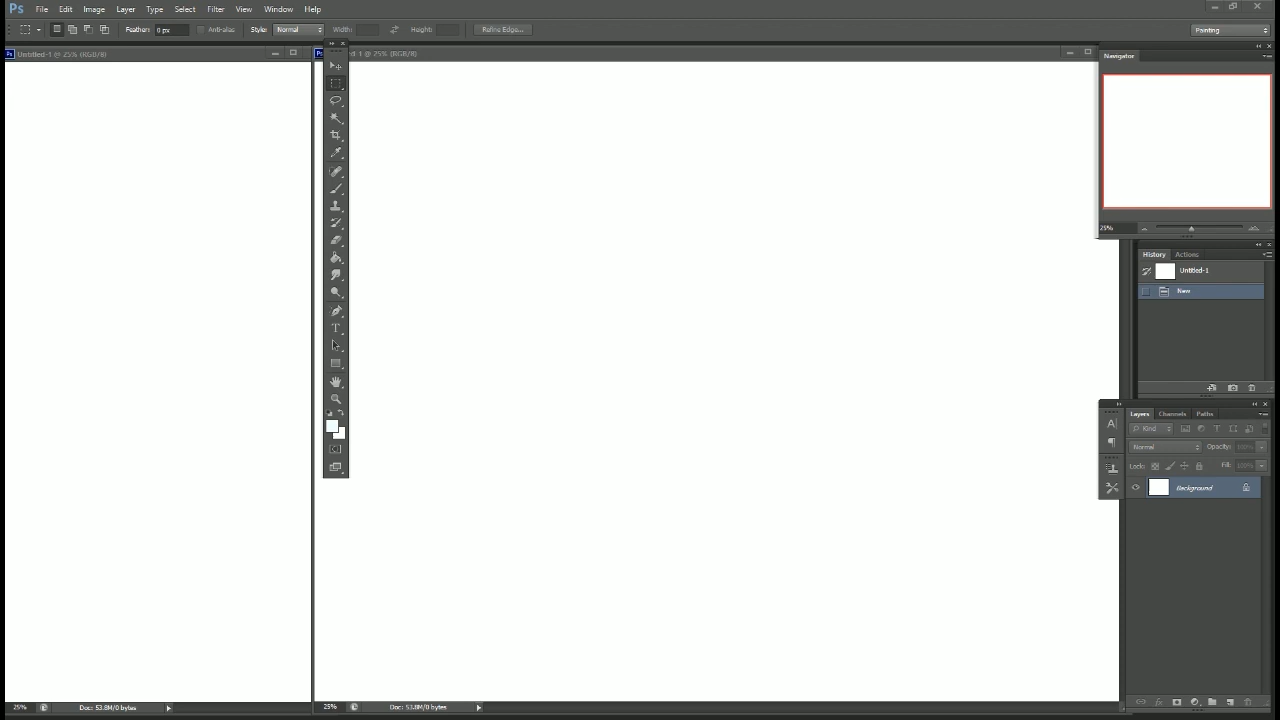 Ps File Edit Image Layer Type Select Filter View Window Help
Feather: 0 px Anti-alias Style: Normal Width: Height: Refine Edge... Painting
Untitled-1 @ 25% (RGB/8)
d 1 @ 25% (RGB/8)
Navigator
25%
History Actions
Untitled-1
New
Layers Channels Paths
Kind
Normal Opacity: 100%
Lock: Fill: 100%
Background
25% Doc: 53.8M/0 bytes
25% Doc: 53.8M/0 bytes